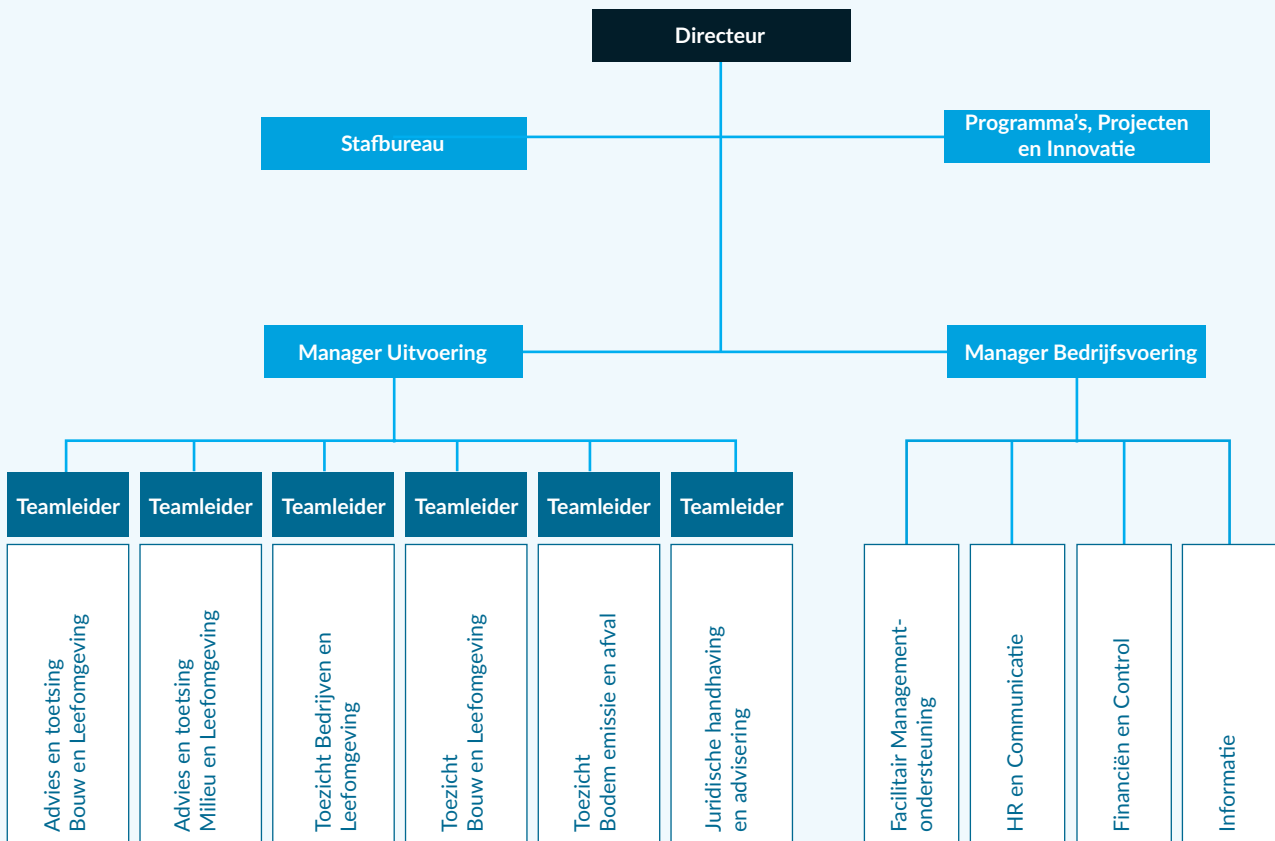 Directeur
Stafbureau
Programma's, Projecten
en Innovatie
Manager Uitvoering
Manager Bedrijfsvoering
Teamleider
Teamleider
Teamleider
Teamleider
Teamleider
Teamleider
Advies en toetsing
Bouw en Leefomgeving
Advies en toetsing
Milieu en Leefomgeving
Toezicht Bedrijven en
Leefomgeving
Toezicht
Bouw en Leefomgeving
Toezicht
Bodem emissie en afval
Juridische handhaving
en advisering
Facilitair Management-
ondersteuning
HR en Communicatie
Financiën en Control
Informatie